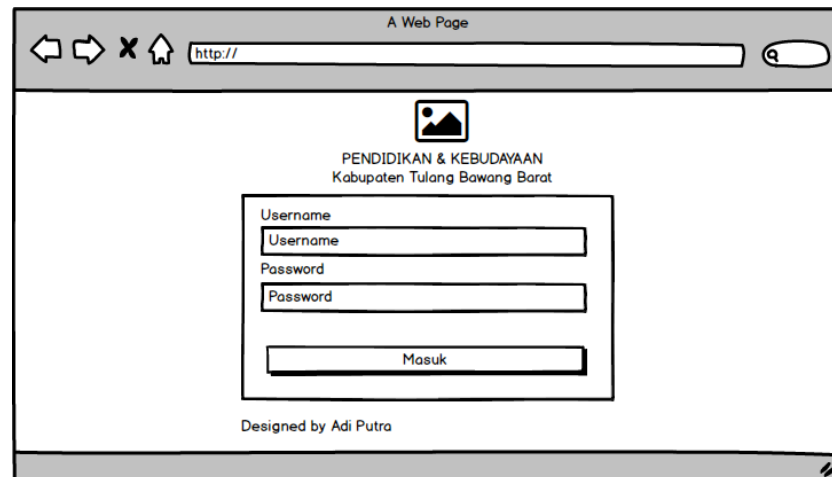 A Web Page
http://
PENDIDIKAN & KEBUDAYAAN
Kabupaten Tulang Bawang Barat
Username
Username
Password
Password
Masuk
Designed by Adi Putra